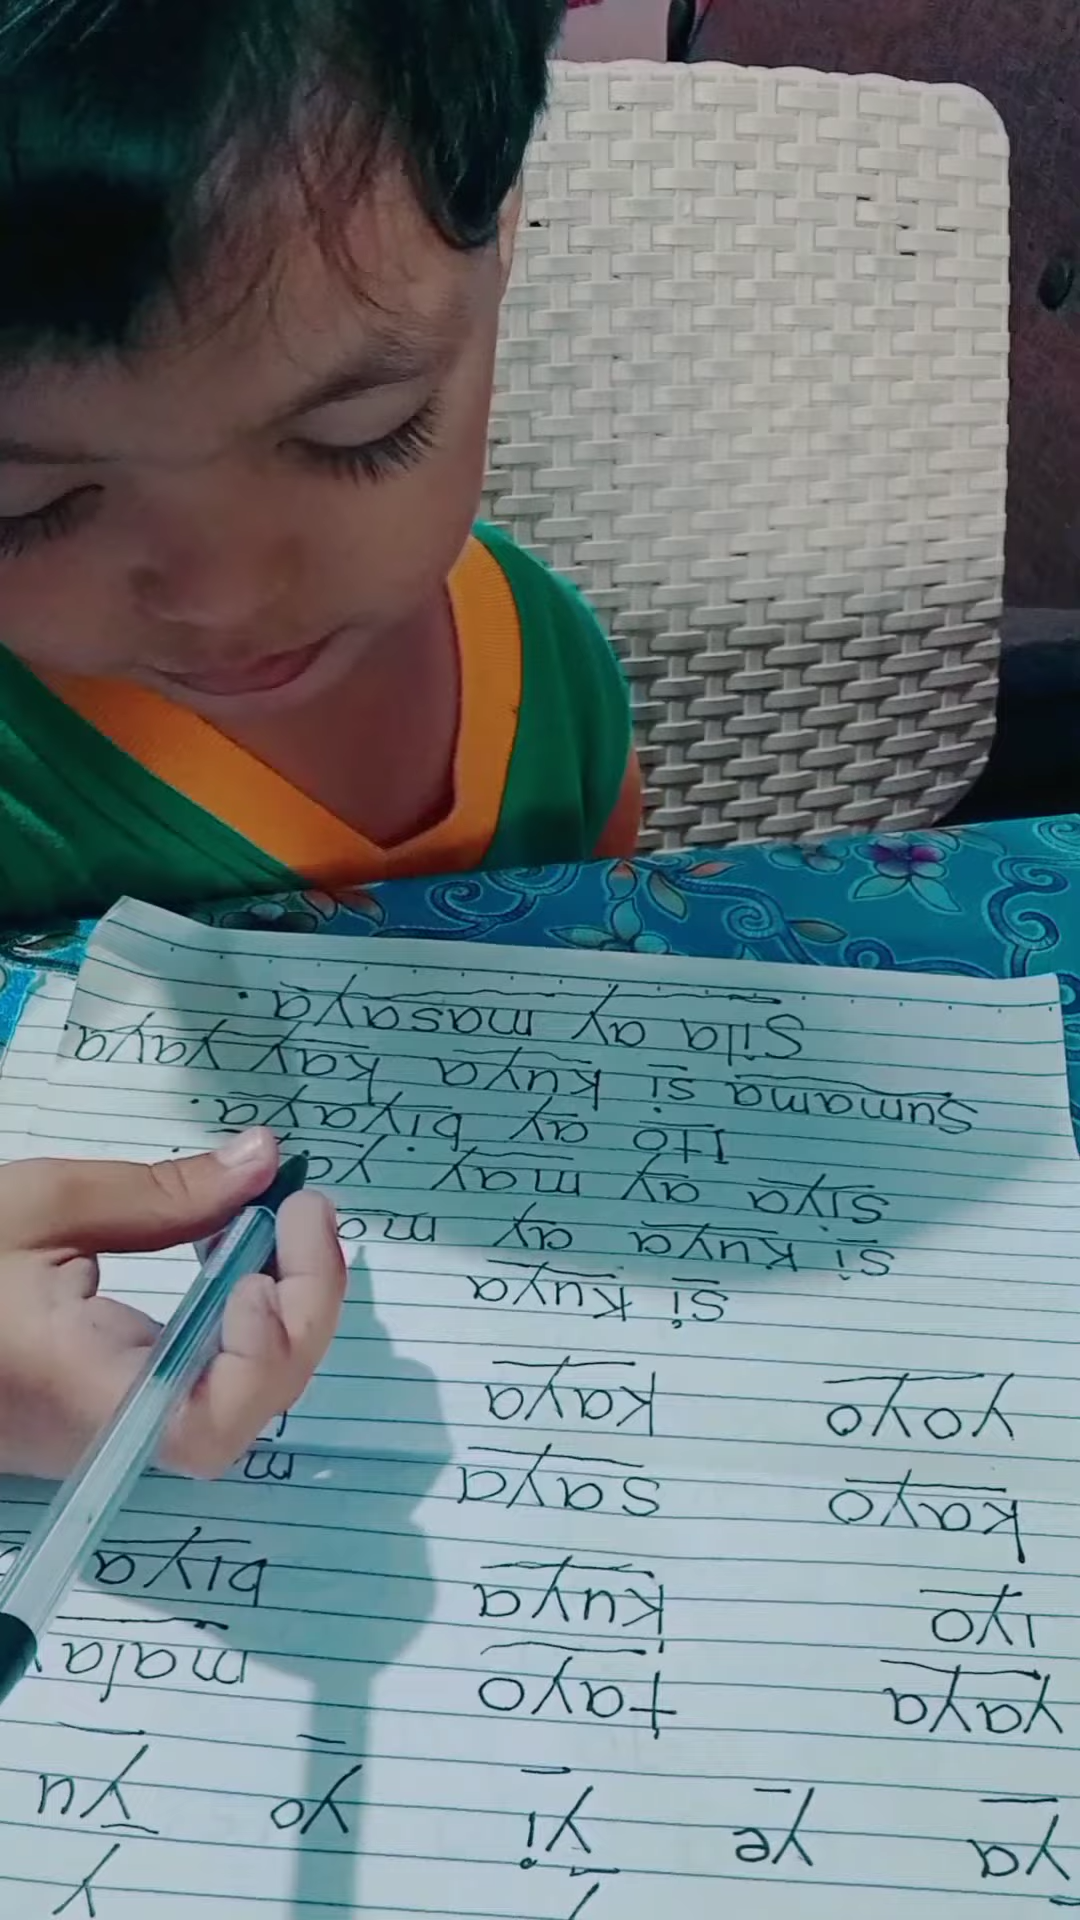 y
ya ye yi yo yu
yaya tayo
iyo kuya biya
kayo saya
yoyo kaya
Si kuya
Si kuya ay
Siya ay may
Ito ay biyaya.
Sumama si kuya kay yaya.
Sila ay masaya.